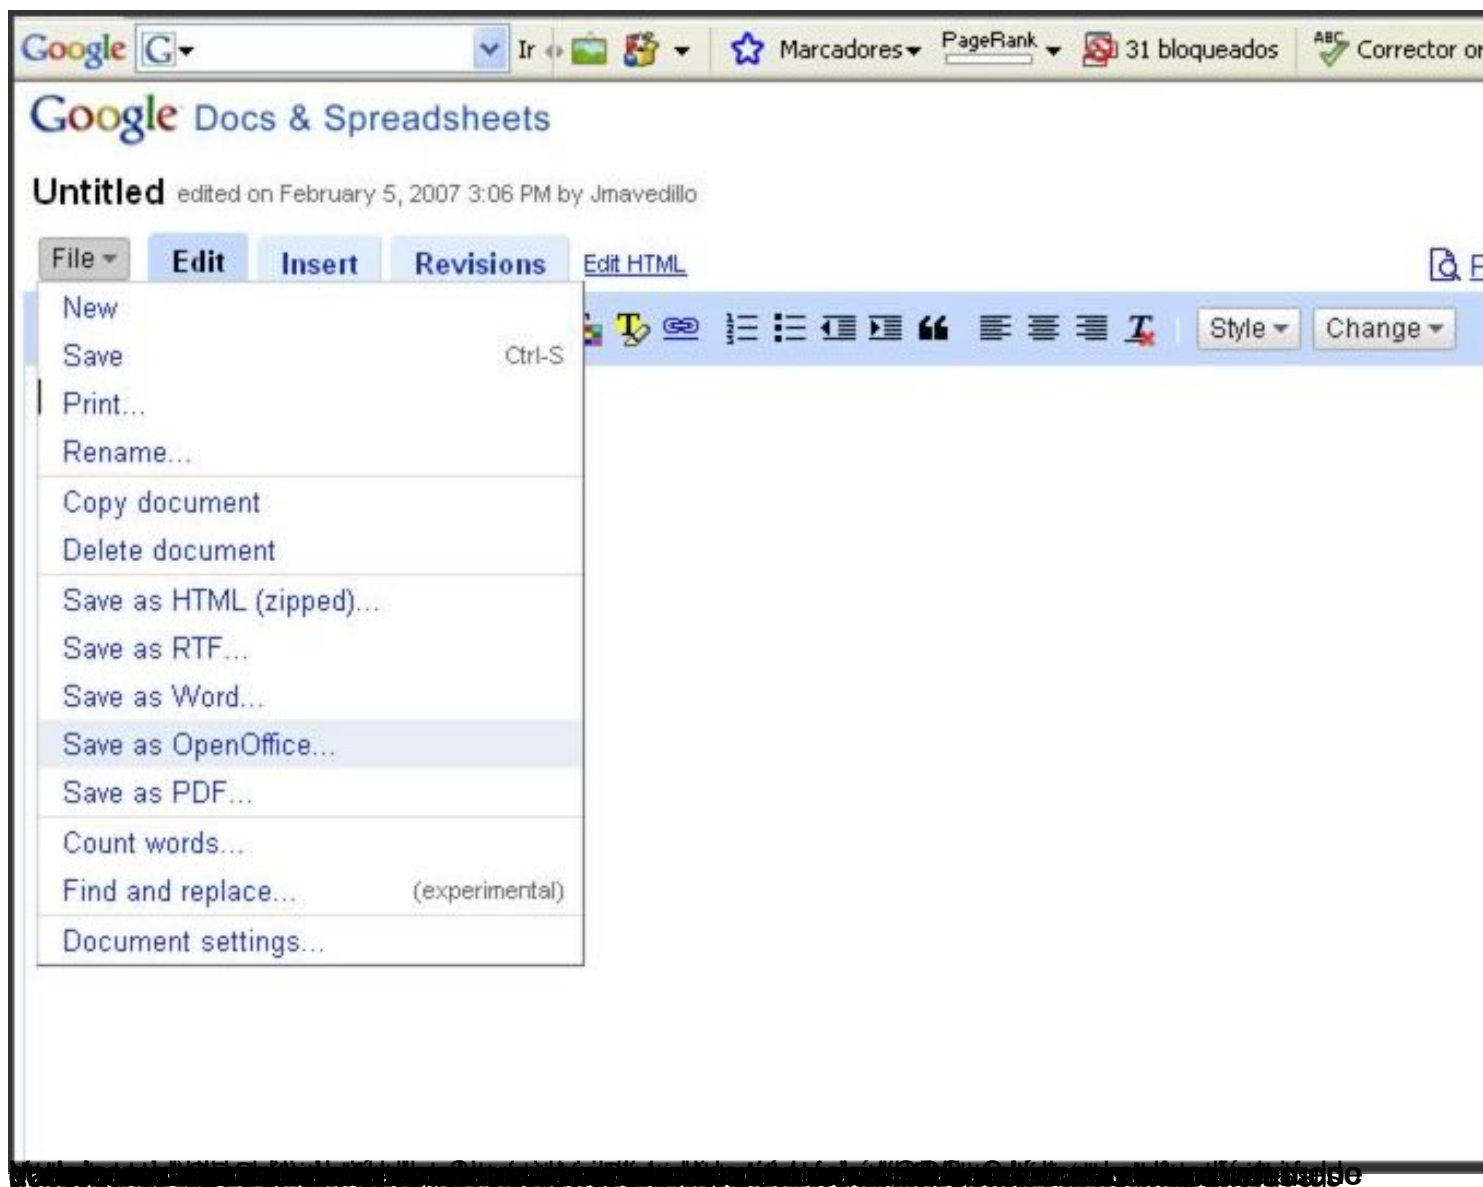 Google G Ir Marcadores PageRank 31 bloqueados ABC Corrector
Google Docs & Spreadsheets
Untitled edited on February 5, 2007 3:06 PM by Jmavedillo
File Edit Insert Revisions Edit HTML
New
Save Ctrl-S
Style Change
Print...
Rename...
Copy document
Delete document
Save as HTML (zipped)...
Save as RTF...
Save as Word...
Save as OpenOffice...
Save as PDF...
Count words...
Find and replace... (experimental)
Document settings...